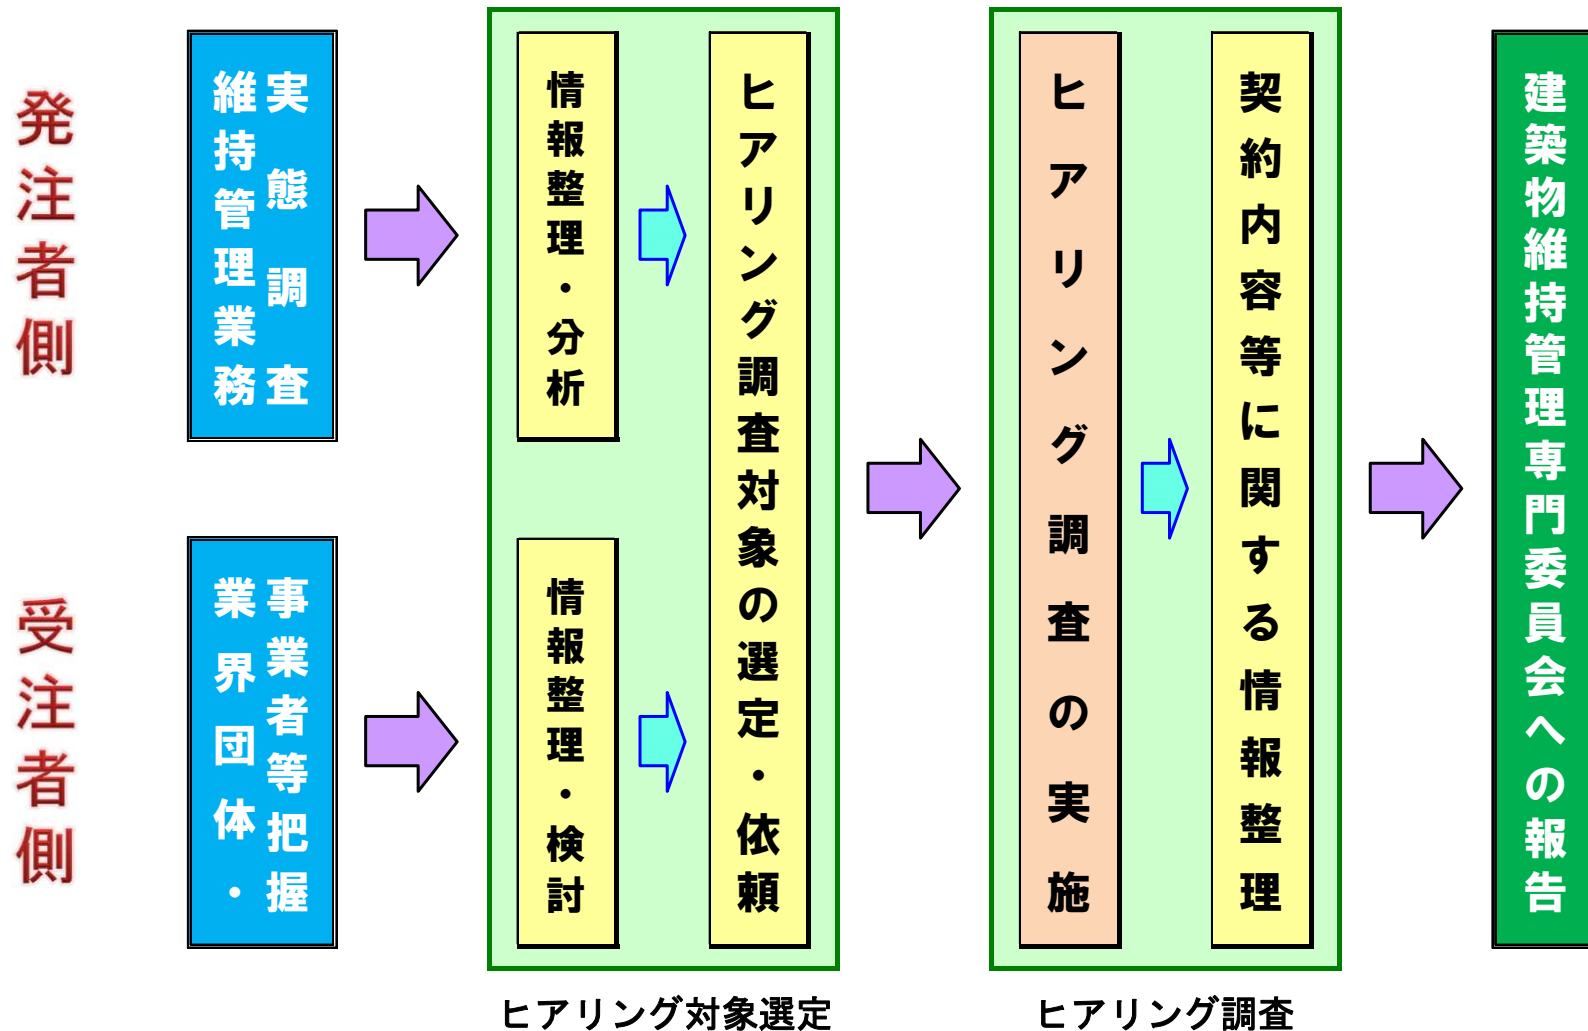 発注者側
維持管理業務
実態調査
情報整理・分析
受注者側
業界団体・
事業者等把握
情報整理・検討
ヒアリング調査対象の選定・依頼
ヒアリング対象選定
ヒアリング調査の実施
契約内容等に関する情報整理
ヒアリング調査
建築物維持管理専門委員会への報告